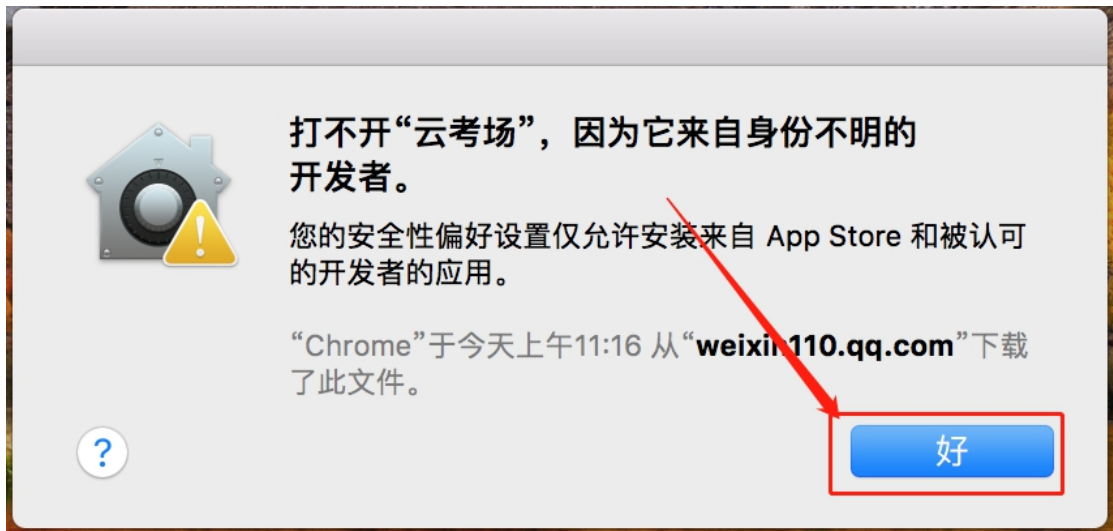 打不开“云考场”，因为它来自身份不明的
开发者。
您的安全性偏好设置仅允许安装来自 App Store 和被认可
的开发者的应用。
“Chrome”于今天上午11:16 从“weixin110.qq.com”下载
了此文件。
?
好